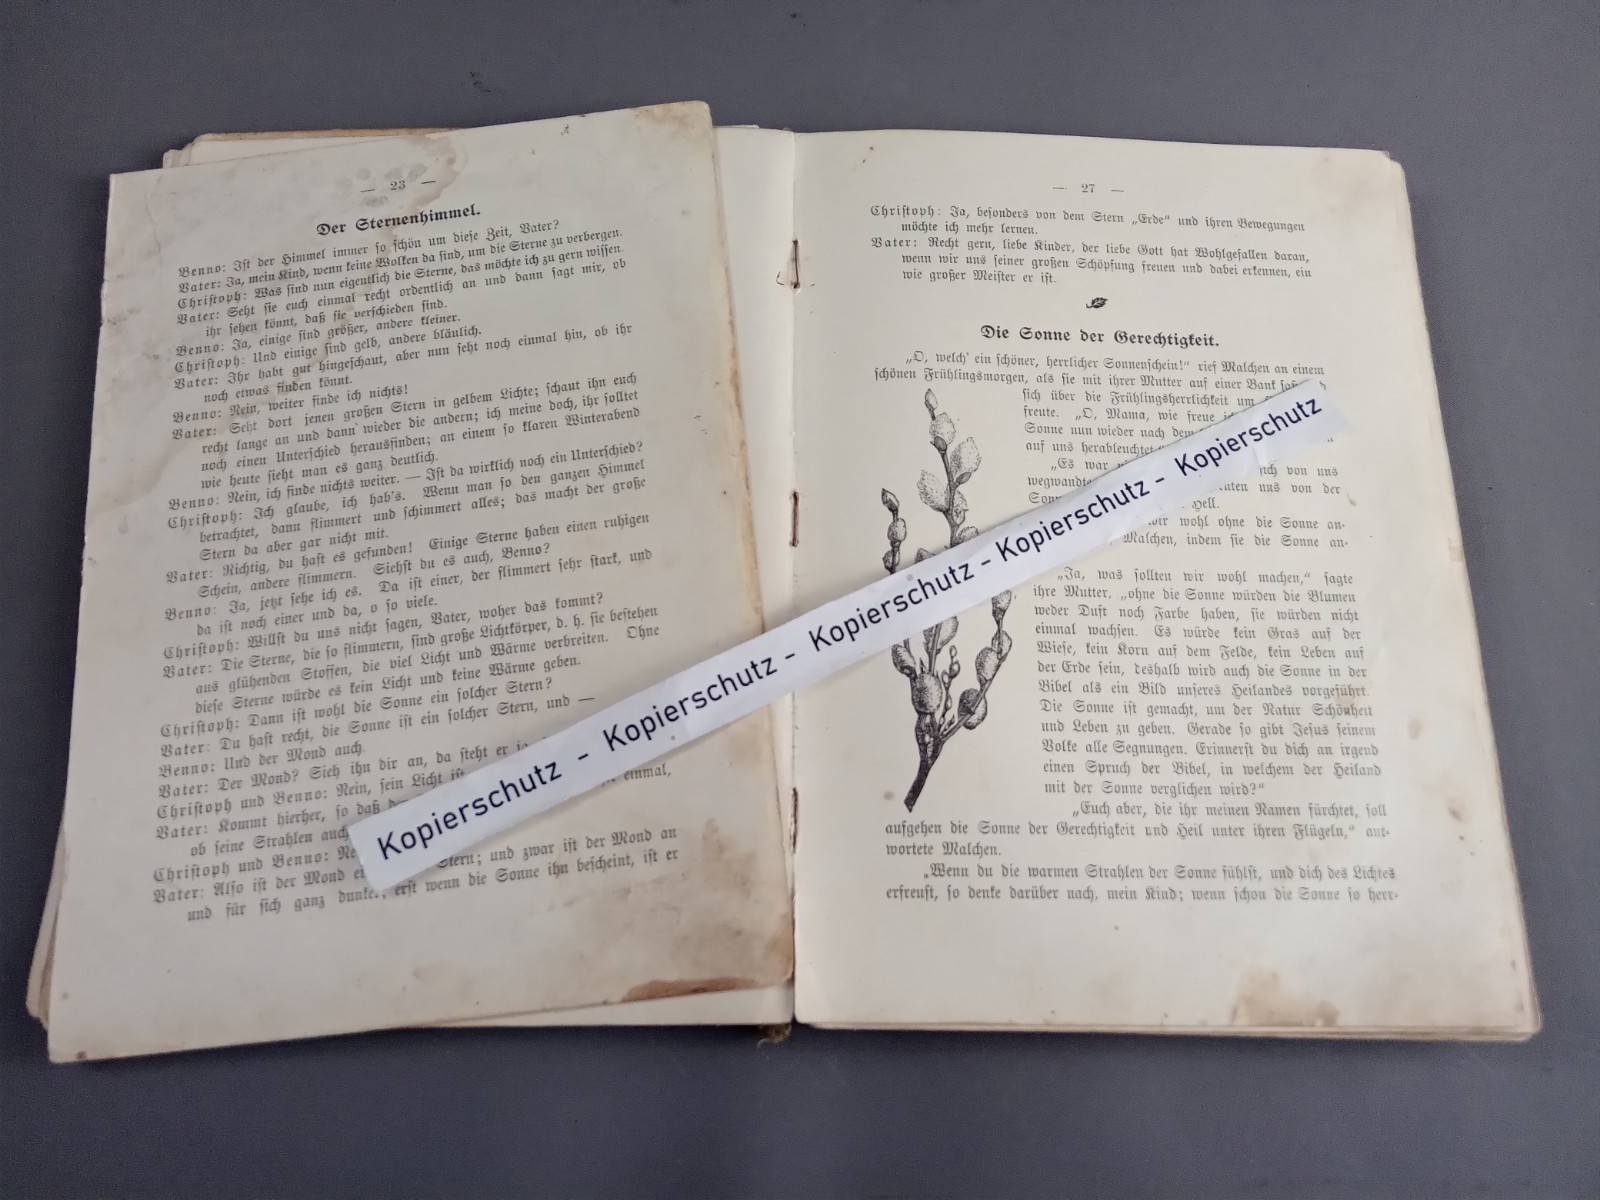 — 23 —
Der Sternenhimmel.
Benno: Ist der Himmel immer so schön um diese Zeit, Vater?
Vater: Ja, mein Kind, wenn keine Wolken da sind, um die Sterne zu verbergen.
Christoph: Was sind nun eigentlich die Sterne, das möchte ich zu gern wissen.
Vater: Seht sie euch einmal recht ordentlich an und dann sagt mir, ob
ihr sehen könnt, daß sie verschieden sind.
Benno: Ja, einige sind größer, andere kleiner.
Christoph: Und einige sind gelb, andere bläulich.
Vater: Ihr habt gut hingeschaut, aber nun seht noch einmal hin, ob ihr
noch etwas finden könnt.
Benno: Nein, weiter finde ich nichts!
Vater: Seht dort jenen großen Stern in gelbem Lichte; schaut ihn euch
recht lange an und dann wieder die andern; ich meine doch, ihr solltet
noch einen Unterschied herausfinden; an einem so klaren Winterabend
wie heute sieht man es ganz deutlich.
Benno: Nein, ich finde nichts weiter. — Ist da wirklich noch ein Unterschied?
Christoph: Ich glaube, ich hab's. Wenn man so den ganzen Himmel
betrachtet, dann flimmert und schimmert alles; das macht der große
Stern da aber gar nicht mit.
Vater: Richtig, du hast es gefunden! Einige Sterne haben einen ruhigen
Schein, andere flimmern. Siehst du es auch, Benno?
Benno: Ja, jetzt sehe ich es. Da ist einer, der flimmert sehr stark, und
da ist noch einer und da, o so viele.
Christoph: Willst du uns nicht sagen, Vater, woher das kommt?
Vater: Die Sterne, die so flimmern, sind große Lichtkörper, d. h. sie bestehen
aus glühenden Stoffen, die viel Licht und Wärme verbreiten. Ohne
diese Sterne würde es kein Licht und keine Wärme geben.
Christoph: Dann ist wohl die Sonne ein solcher Stern?
Vater: Du hast recht, die Sonne ist ein solcher Stern, und —
Benno: Und der Mond auch.
Vater: Der Mond? Sieh ihn dir an, da steht er
Christoph und Benno: Nein, sein Licht
Vater: Kommt hierher, so daß einmal,
ob seine Strahlen auch
Christoph und Benno:
Vater: Also ist der Mond Stern; und zwar ist der Mond an
und für sich ganz dunkel, erst wenn die Sonne ihn bescheint, ist er
Kopierschutz - Kopierschutz - Kopierschutz - Kopierschutz - Kopierschutz
— 27 —
Christoph: Ja, besonders von dem Stern „Erde" und ihren Bewegungen
möchte ich mehr lernen.
Vater: Recht gern, liebe Kinder, der liebe Gott hat Wohlgefallen daran,
wenn wir uns seiner großen Schöpfung freuen und dabei erkennen, ein
wie großer Meister er ist.
Die Sonne der Gerechtigkeit.
„O, welch' ein schöner, herrlicher Sonnenschein!" rief Malchen an einem
schönen Frühlingsmorgen, als sie mit ihrer Mutter auf einer Bank
sich über die Frühlingsherrlichkeit
freute. „O, Mama, wie freue
Sonne nun wieder nach
auf uns herableuchtet
„Es war von uns
wegwandte uns von der
hell.
wir wohl ohne die Sonne an-
Malchen, indem sie die Sonne an-
„Ja, was sollten wir wohl machen," sagte
ihre Mutter, „ohne die Sonne würden die Blumen
weder Duft noch Farbe haben, sie würden nicht
einmal wachsen. Es würde kein Gras auf der
Wiese, kein Korn auf dem Felde, kein Leben auf
der Erde sein, deshalb wird auch die Sonne in der
Bibel als ein Bild unseres Heilandes vorgeführt.
Die Sonne ist gemacht, um der Natur Schönheit
und Leben zu geben. Gerade so gibt Jesus seinem
Volke alle Segnungen. Erinnerst du dich an irgend
einen Spruch der Bibel, in welchem der Heiland
mit der Sonne verglichen wird?"
„Euch aber, die ihr meinen Namen fürchtet, soll
aufgehen die Sonne der Gerechtigkeit und Heil unter ihren Flügeln," ant-
wortete Malchen.
„Wenn du die warmen Strahlen der Sonne fühlst, und dich des Lichtes
erfreust, so denke darüber nach, mein Kind; wenn schon die Sonne so herr-